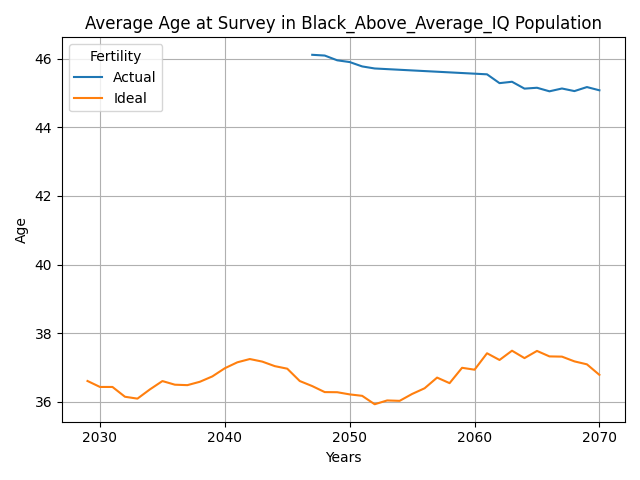 Average Age at Survey in Black_Above_Average_IQ Population
Fertility
Actual
Ideal
46
44
42
40
38
36
Age
2030 2040 2050 2060 2070
Years